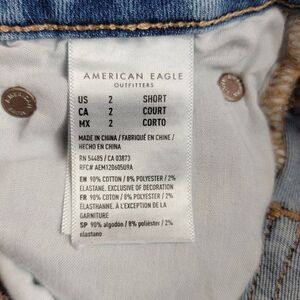 AMERICAN EAGLE
OUTFITTERS
US 2 SHORT
CA 2 COURT
MX 2 CORTO
MADE IN CHINA / FABRIQUÉ EN CHINE /
HECHO EN CHINA
RN 54485 / CA 03873
RFC# AEM1206050U9A
EN 90% COTTON / 8% POLYESTER / 2%
ELASTANE. EXCLUSIVE OF DECORATION
FR 90% COTON / 8% POLYESTER / 2%
ÉLASTHANNE. À L'EXCEPTION DE LA
GARNITURE
SP 90% algodón / 8% poliéster / 2%
elastano